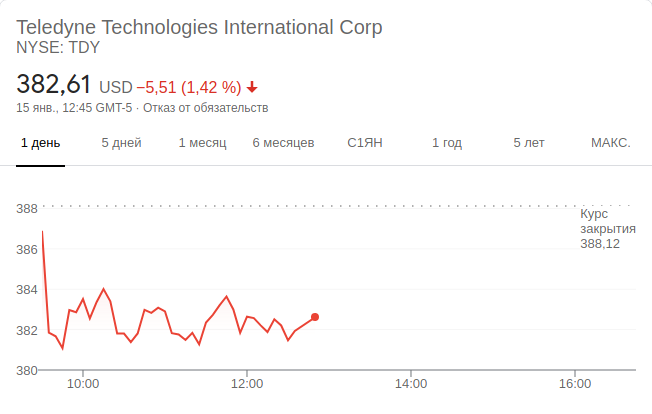 Teledyne Technologies International Corp
NYSE: TDY
382,61 USD −5,51 (1,42 %)
15 янв., 12:45 GMT-5 · Отказ от обязательств
1 день 5 дней 1 месяц 6 месяцев С1ЯН 1 год 5 лет МАКС.
388
Курс
закрытия
388,12
386
384
382
380
10:00 12:00 14:00 16:00